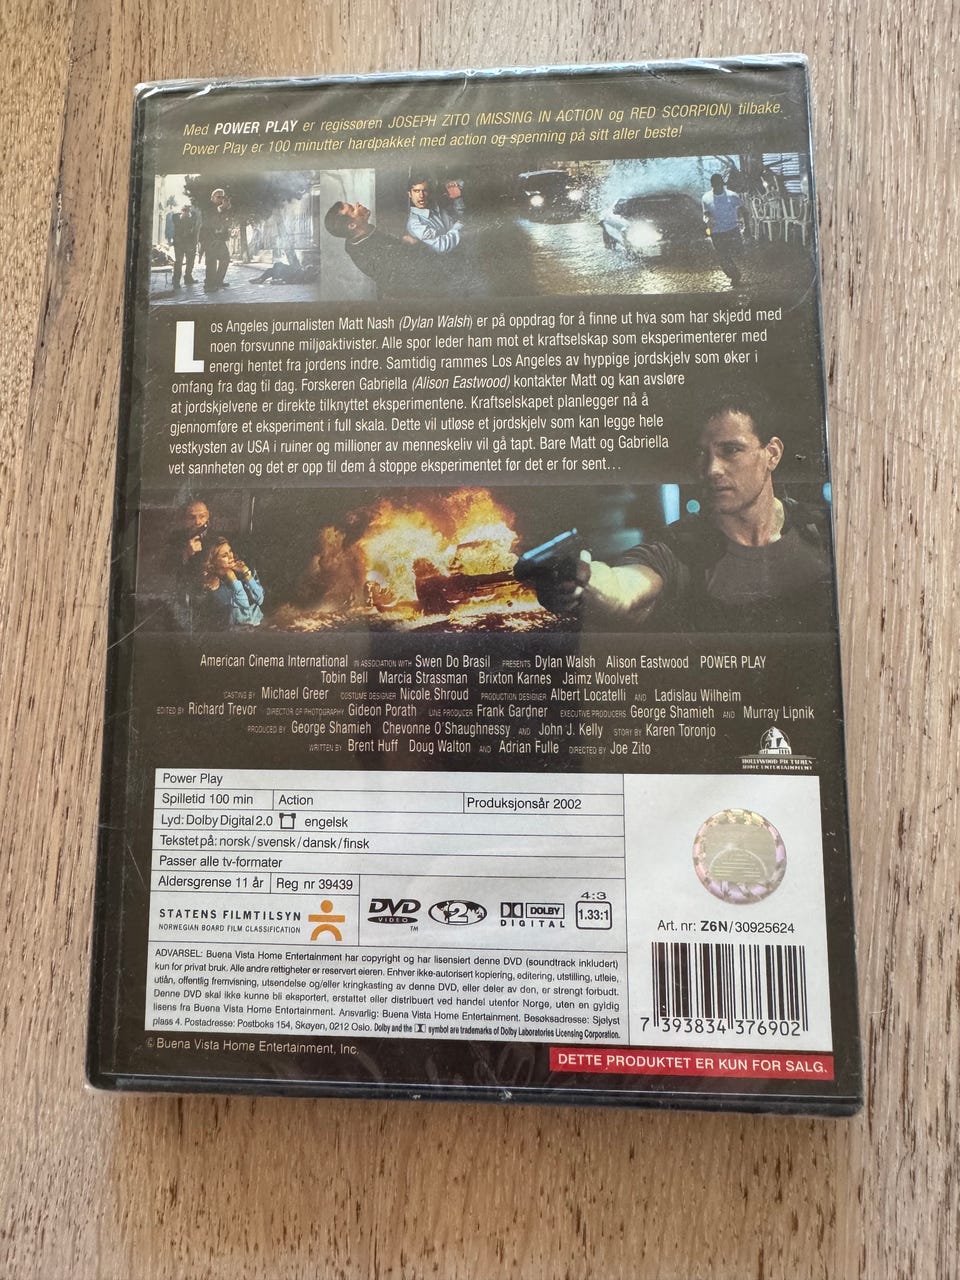 Med POWER PLAY er regissøren JOSEPH ZITO (MISSING IN ACTION og RED SCORPION) tilbake.
Power Play er 100 minutter hardpakket med action og spenning på sitt aller beste!
Los Angeles journalisten Matt Nash (Dylan Walsh) er på oppdrag for å finne ut hva som har skjedd med
noen forsvunne miljøaktivister. Alle spor leder ham mot et kraftselskap som eksperimenterer med
energi hentet fra jordens indre. Samtidig rammes Los Angeles av hyppige jordskjelv som øker i
omfang fra dag til dag. Forskeren Gabriella (Alison Eastwood) kontakter Matt og kan avsløre
at jordskjelvene er direkte tilknyttet eksperimentene. Kraftselskapet planlegger nå å
gjennomføre et eksperiment i full skala. Dette vil utløse et jordskjelv som kan legge hele
vestkysten av USA i ruiner og millioner av menneskeliv vil gå tapt. Bare Matt og Gabriella
vet sannheten og det er opp til dem å stoppe eksperimentet før det er for sent...
American Cinema International IN ASSOCIATION WITH Swen Do Brasil PRESENTS Dylan Walsh Alison Eastwood POWER PLAY
Tobin Bell Marcia Strassman Brixton Karnes Jaimz Woolvett
CASTING BY Michael Greer COSTUME DESIGNER Nicole Shroud PRODUCTION DESIGNER Albert Locatelli AND Ladislau Wilheim
EDITED BY Richard Trevor DIRECTOR OF PHOTOGRAPHY Gideon Porath LINE PRODUCER Frank Gardner EXECUTIVE PRODUCERS George Shamieh AND Murray Lipnik
PRODUCED BY George Shamieh Chevonne O'Shaughnessy AND John J. Kelly STORY BY Karen Toronjo
WRITTEN BY Brent Huff Doug Walton AND Adrian Fulle DIRECTED BY Joe Zito
HOLLYWOOD PICTURES
HOME ENTERTAINMENT
Power Play
Spilletid 100 min Action Produksjonsår 2002
Lyd: Dolby Digital 2.0 engelsk
Tekstet på: norsk/svensk/dansk/finsk
Passer alle tv-formater
Aldersgrense 11 år Reg nr 39439
STATENS FILMTILSYN
NORWEGIAN BOARD FILM CLASSIFICATION
DVD
VIDEO
TM
2
DOLBY
DIGITAL
4:3
1.33:1
Art. nr: Z6N/30925624
ADVARSEL: Buena Vista Home Entertainment har copyright og har lisensiert denne DVD (soundtrack inkludert)
kun for privat bruk. Alle andre rettigheter er reservert eieren. Enhver ikke-autorisert kopiering, editering, utstilling, utleie,
utlån, offentlig fremvisning, utsendelse og/eller kringkasting av denne DVD, eller deler av den, er strengt forbudt.
Denne DVD skal ikke kunne bli eksportert, erstattet eller distribuert ved handel utenfor Norge, uten en gyldig
lisens fra Buena Vista Home Entertainment. Ansvarlig: Buena Vista Home Entertainment. Besøksadresse: Sjølyst
plass 4. Postadresse: Postboks 154, Skøyen, 0212 Oslo. Dolby and the symbol are trademarks of Dolby Laboratories Licensing Corporation.
7 393834 376902
© Buena Vista Home Entertainment, Inc.
DETTE PRODUKTET ER KUN FOR SALG.